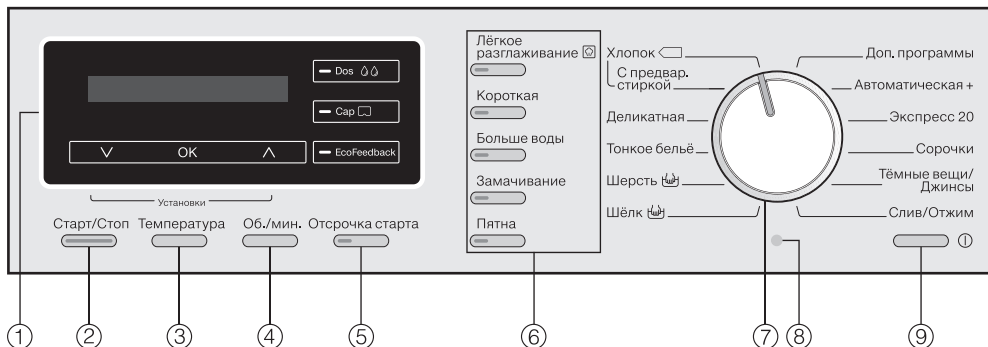 Dos
Cap
EcoFeedback
OK
Установки
Старт/Стоп
Температура
Об./мин.
Отсрочка старта
Лёгкое
разглаживание
Короткая
Больше воды
Замачивание
Пятна
Хлопок
С предвар.
стиркой
Деликатная
Тонкое бельё
Шерсть
Шёлк
Доп. программы
Автоматическая +
Экспресс 20
Сорочки
Тёмные вещи/
Джинсы
Слив/Отжим
① ② ③ ④ ⑤ ⑥ ⑦ ⑧ ⑨